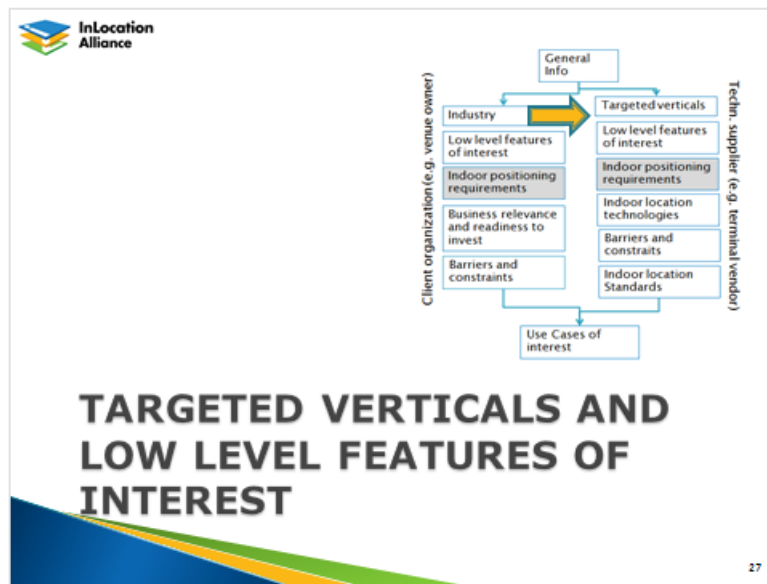 InLocation
Alliance
General
Info
Client organization (e.g. venue owner)
Industry
Low level features
of interest
Indoor positioning
requirements
Business relevance
and readiness to
invest
Barriers and
constraints
Targeted verticals
Low level features
of interest
Indoor positioning
requirements
Indoor location
technologies
Barriers and
constraits
Indoor location
Standards
Techn. supplier (e.g. terminal vendor)
Use Cases of
interest
TARGETED VERTICALS AND
LOW LEVEL FEATURES OF
INTEREST
27